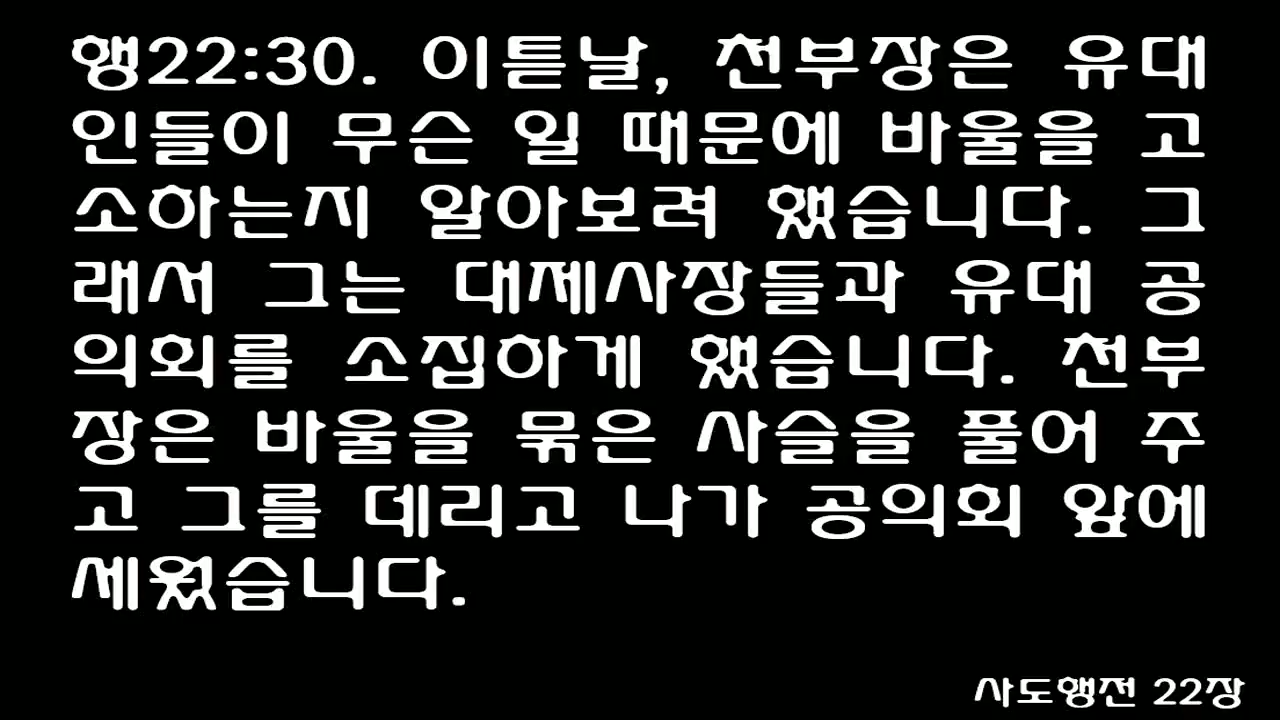 행22:30. 이튿날, 천부장은 유대
인들이 무슨 일 때문에 바울을 고
소하는지 알아보려 했습니다. 그
래서 그는 대제사장들과 유대 공
의회를 소집하게 했습니다. 천부
장은 바울을 묶은 사슬을 풀어 주
고 그를 데리고 나가 공의회 앞에
세웠습니다.
사도행전 22장